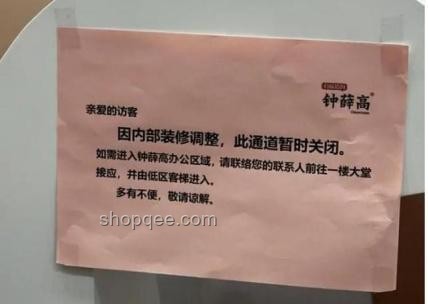 钟薛高
亲爱的访客
因内部装修调整，此通道暂时关闭。
如需进入钟薛高办公区域，请联络您的联系人前往一楼大堂
接应，并由低区客梯进入。
多有不便，敬请谅解。
shopqee.com